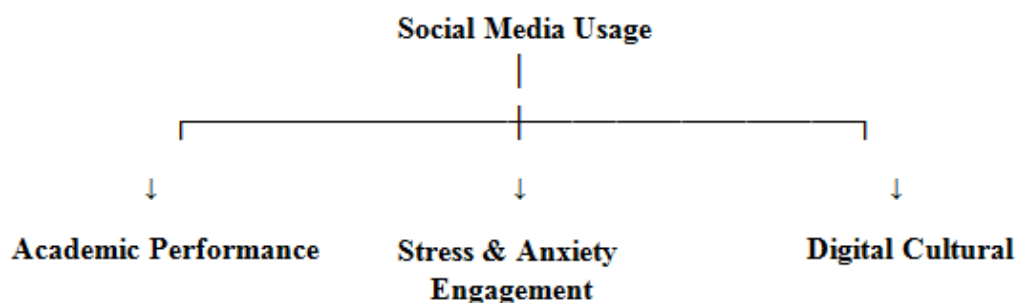 Social Media Usage
Academic Performance
Stress & Anxiety
Engagement
Digital Cultural